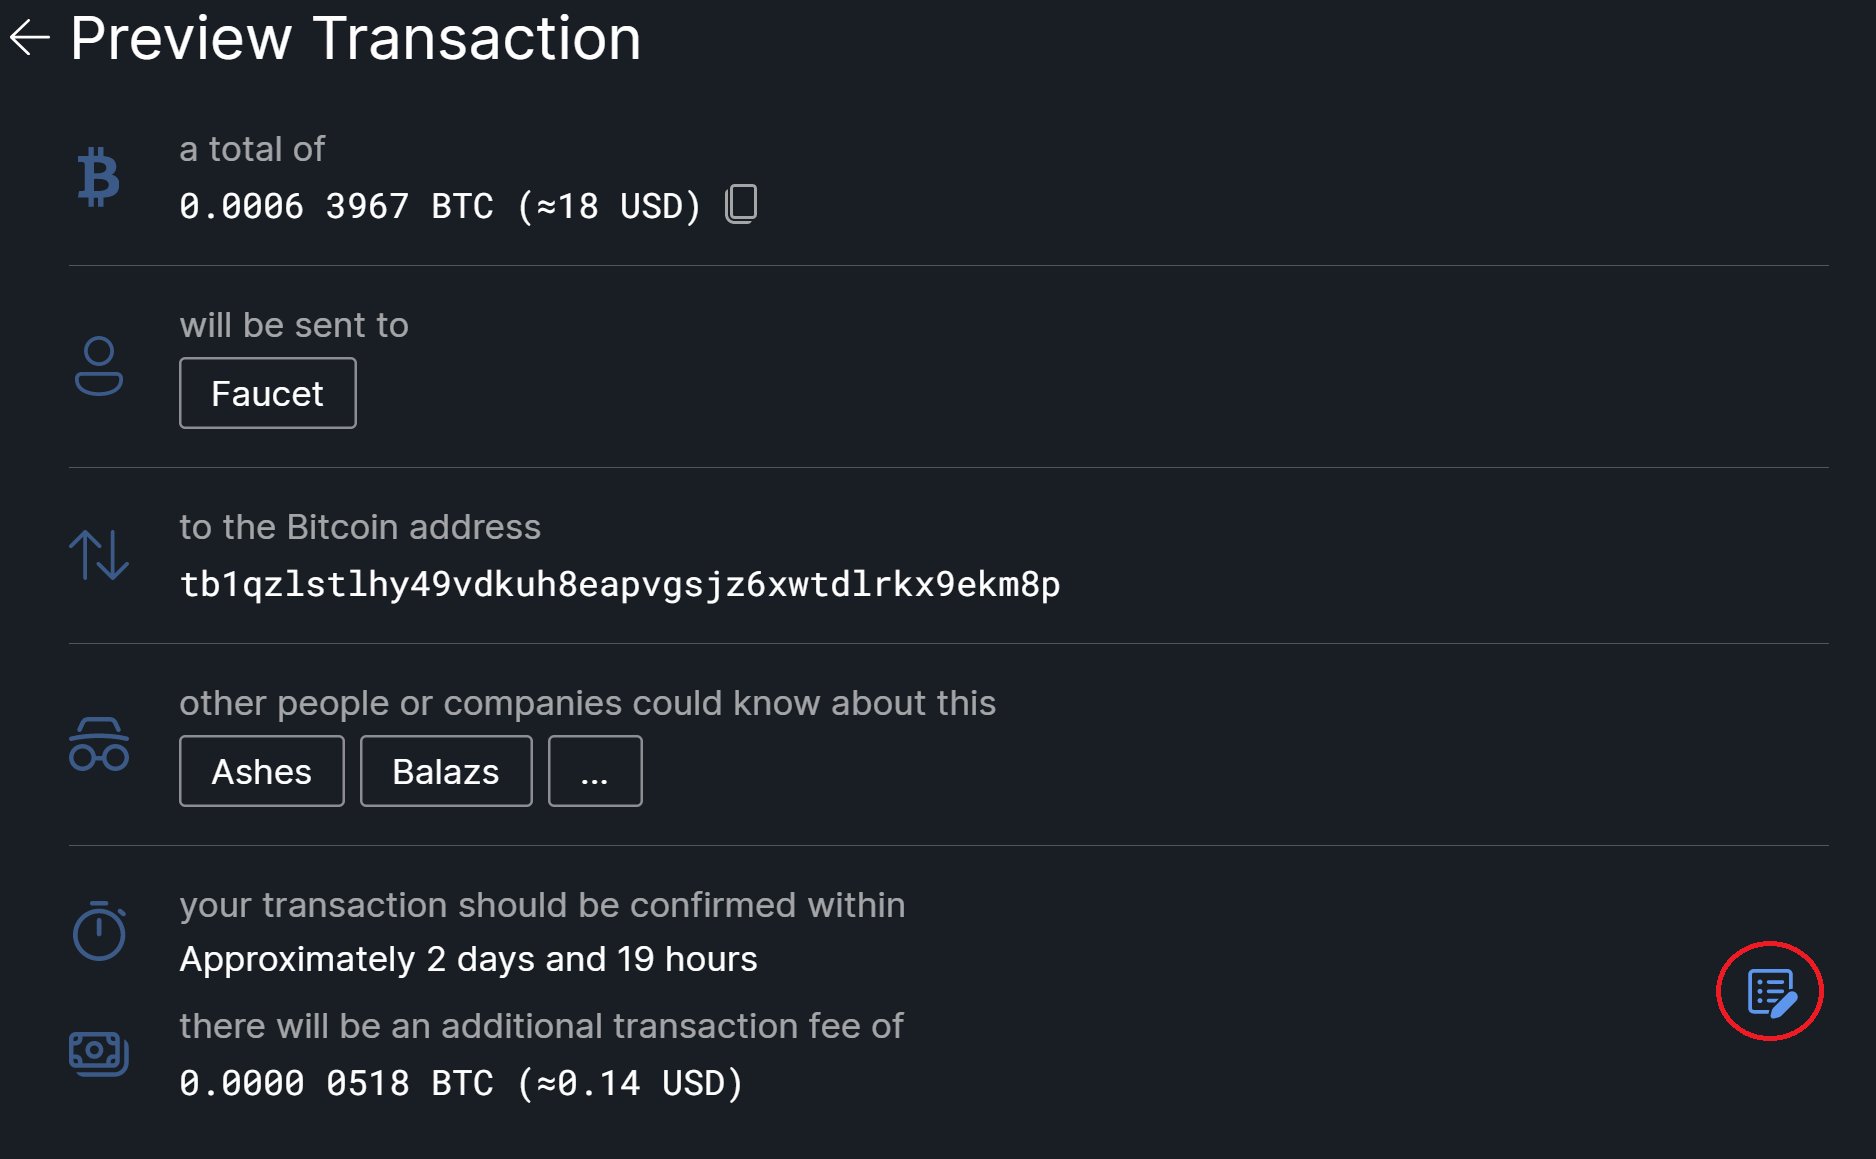 Preview Transaction
a total of
0.0006 3967 BTC (≈18 USD)
will be sent to
Faucet
to the Bitcoin address
tb1qzlstlhy49vdkuh8eapvgsjz6xwtdlrkx9ekm8p
other people or companies could know about this
Ashes Balazs ...
your transaction should be confirmed within
Approximately 2 days and 19 hours
there will be an additional transaction fee of
0.0000 0518 BTC (≈0.14 USD)